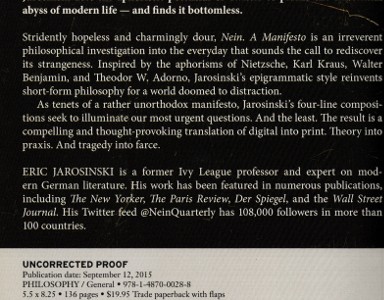 abyss of modern life — and finds it bottomless.
Stridently hopeless and charmingly dour, Nein. A Manifesto is an irreverent
philosophical investigation into the everyday that sounds the call to rediscover
its strangeness. Inspired by the aphorisms of Nietzsche, Karl Kraus, Walter
Benjamin, and Theodor W. Adorno, Jarosinski's epigrammatic style reinvents
short-form philosophy for a world doomed to distraction.
As tenets of a rather unorthodox manifesto, Jarosinski's four-line composi-
tions seek to illuminate our most urgent questions. And the least. The result is a
compelling and thought-provoking translation of digital into print. Theory into
praxis. And tragedy into farce.
ERIC JAROSINSKI is a former Ivy League professor and expert on mod-
ern German literature. His work has been featured in numerous publications,
including The New Yorker, The Paris Review, Der Spiegel, and the Wall Street
Journal. His Twitter feed @NeinQuarterly has 108,000 followers in more than
100 countries.
UNCORRECTED PROOF
Publication date: September 12, 2015
PHILOSOPHY / General • 978-1-4870-0028-8
5.5 x 8.25 • 136 pages • $19.95 Trade paperback with flaps